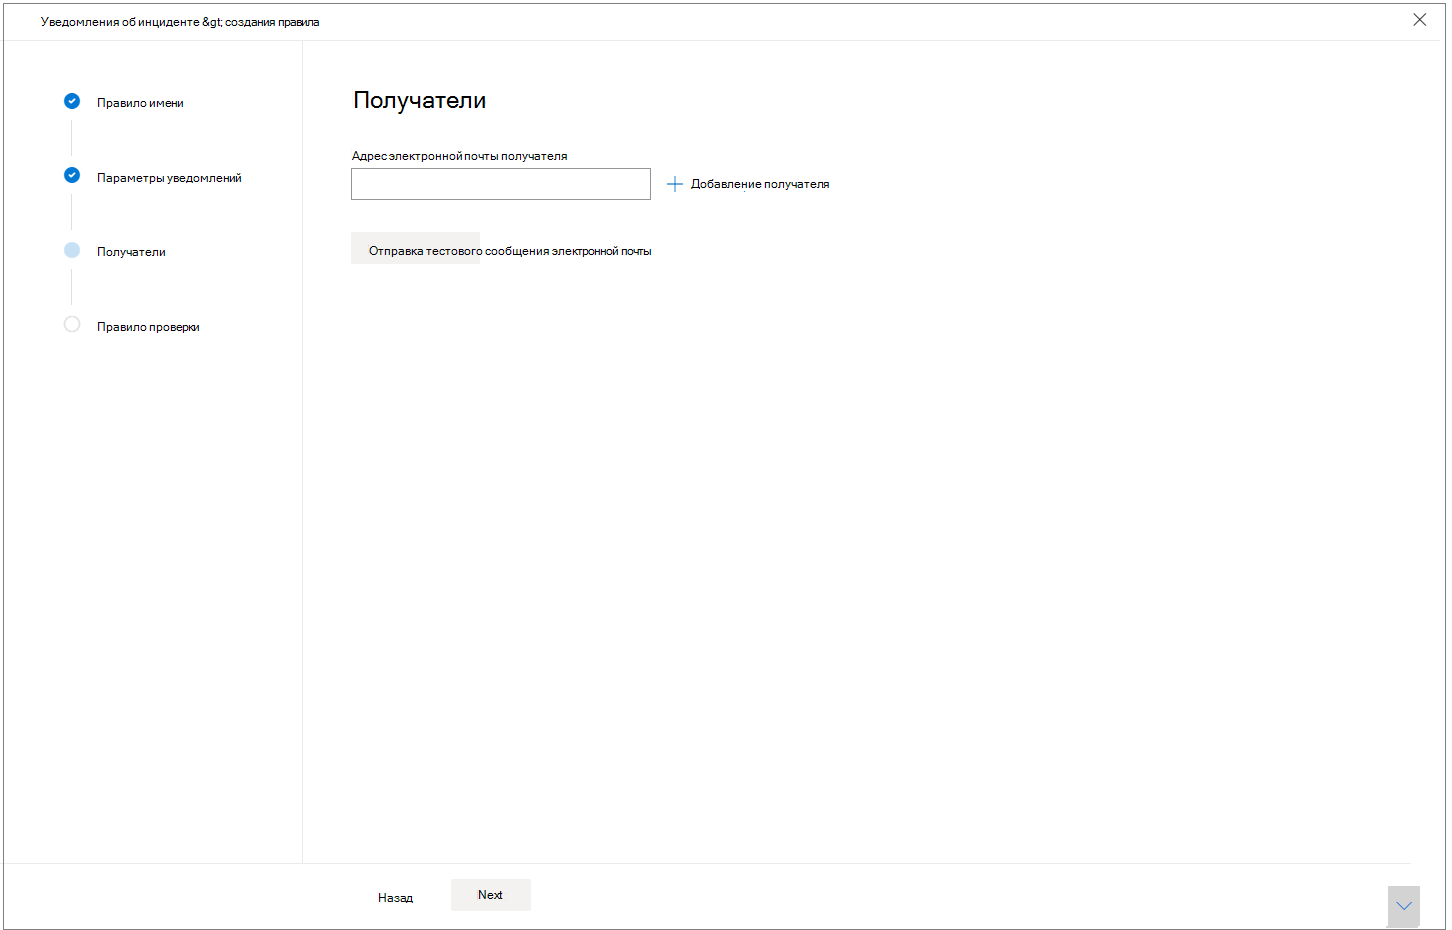 Уведомления об инциденте &gt; создания правила
Правило имени
Параметры уведомлений
Получатели
Правило проверки
Получатели
Адрес электронной почты получателя
Добавление получателя
Отправка тестового сообщения электронной почты
Назад
Next